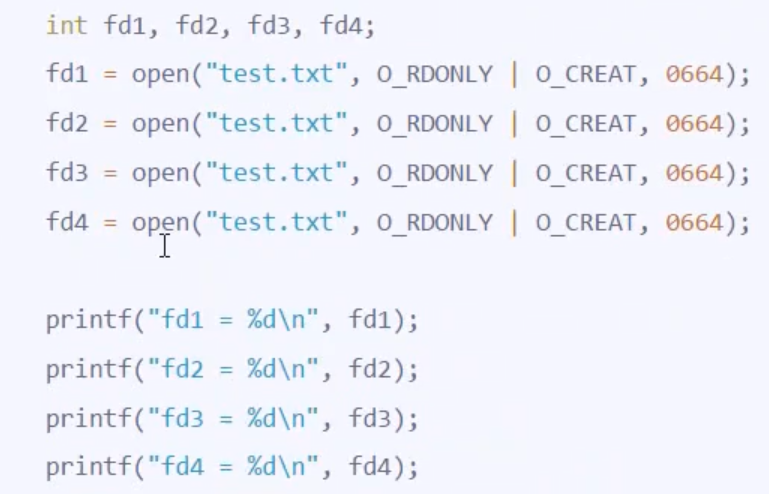 int fd1, fd2, fd3, fd4;
fd1 = open("test.txt", O_RDONLY | O_CREAT, 0664);
fd2 = open("test.txt", O_RDONLY | O_CREAT, 0664);
fd3 = open("test.txt", O_RDONLY | O_CREAT, 0664);
fd4 = open("test.txt", O_RDONLY | O_CREAT, 0664);
printf("fd1 = %d\n", fd1);
printf("fd2 = %d\n", fd2);
printf("fd3 = %d\n", fd3);
printf("fd4 = %d\n", fd4);